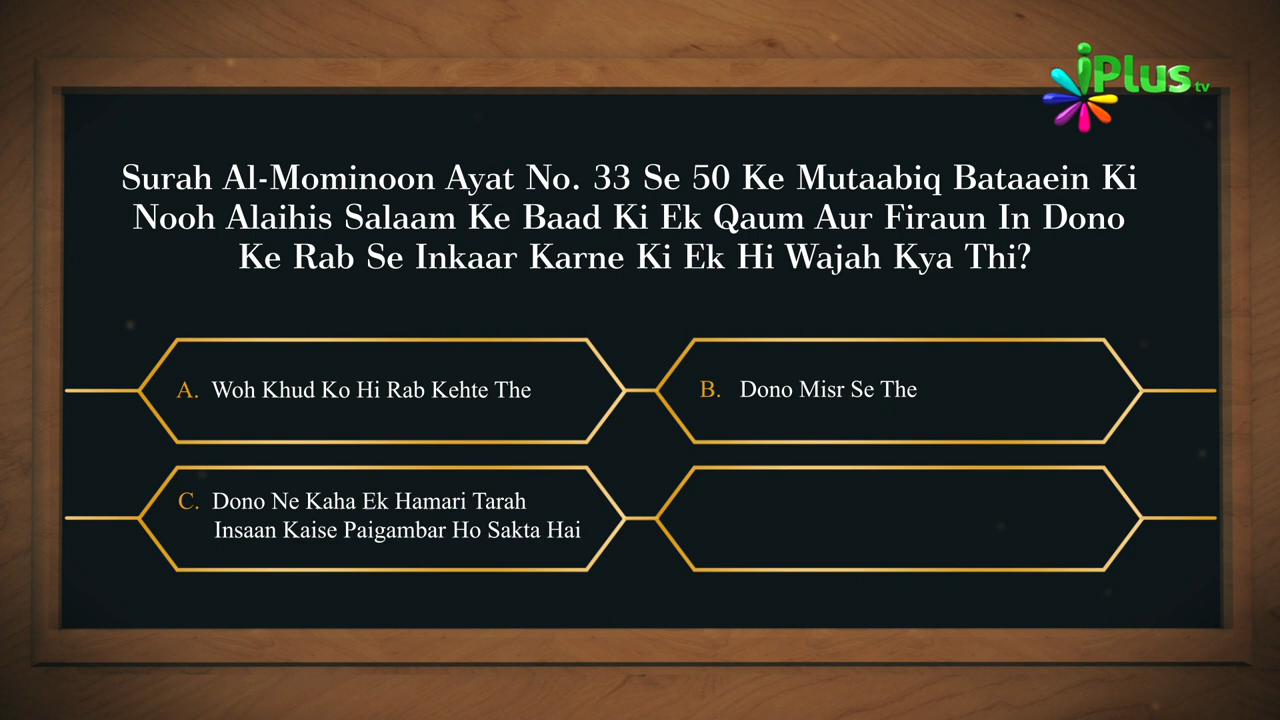 iPlus tv
Surah Al-Mominoon Ayat No. 33 Se 50 Ke Mutaabiq Bataaein Ki
Nooh Alaihis Salaam Ke Baad Ki Ek Qaum Aur Firaun In Dono
Ke Rab Se Inkaar Karne Ki Ek Hi Wajah Kya Thi?
A. Woh Khud Ko Hi Rab Kehte The
B. Dono Misr Se The
C. Dono Ne Kaha Ek Hamari Tarah
Insaan Kaise Paigambar Ho Sakta Hai